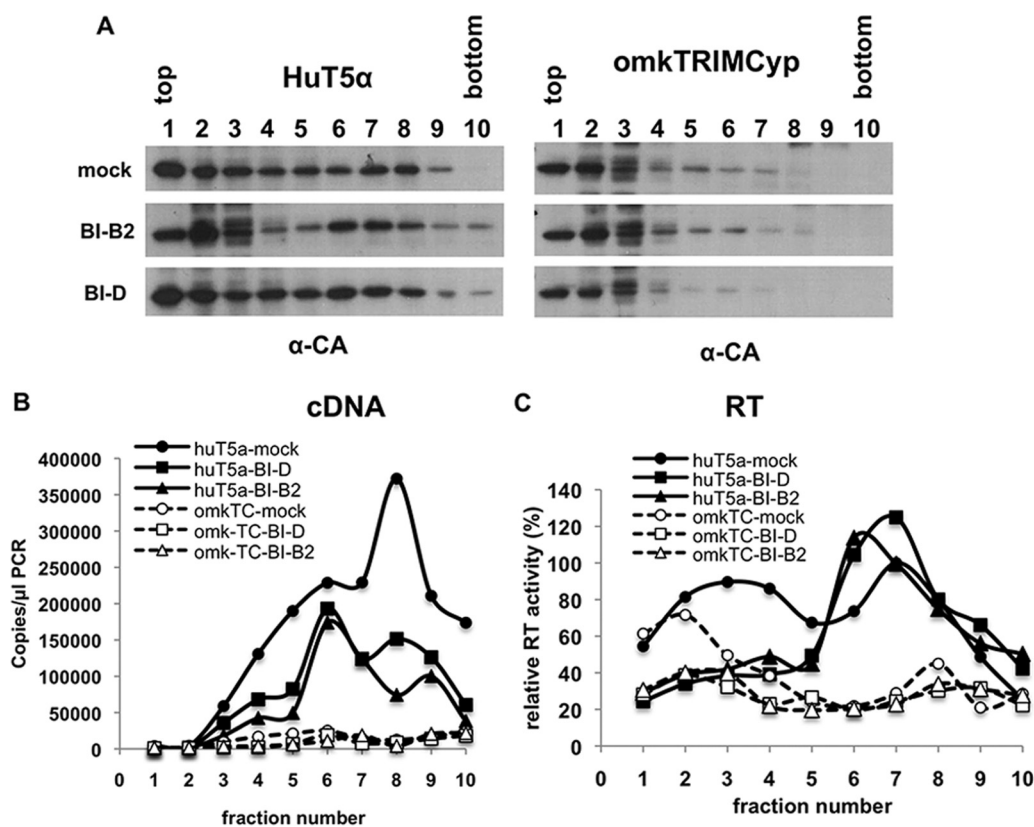 A
HuT5α
omkTRIMCyp
top
bottom
top
bottom
1 2 3 4 5 6 7 8 9 10
1 2 3 4 5 6 7 8 9 10
mock
BI-B2
BI-D
α-CA
α-CA
B
cDNA
huT5a-mock
huT5a-BI-D
huT5a-BI-B2
omkTC-mock
omk-TC-BI-D
omk-TC-BI-B2
Copies/µl PCR
400000
350000
300000
250000
200000
150000
100000
50000
0
0 1 2 3 4 5 6 7 8 9 10
fraction number
C
RT
huT5a-mock
huT5a-BI-D
huT5a-BI-B2
omkTC-mock
omkTC-BI-D
omkTC-BI-B2
relative RT activity (%)
140
120
100
80
60
40
20
0
0 1 2 3 4 5 6 7 8 9 10
fraction number